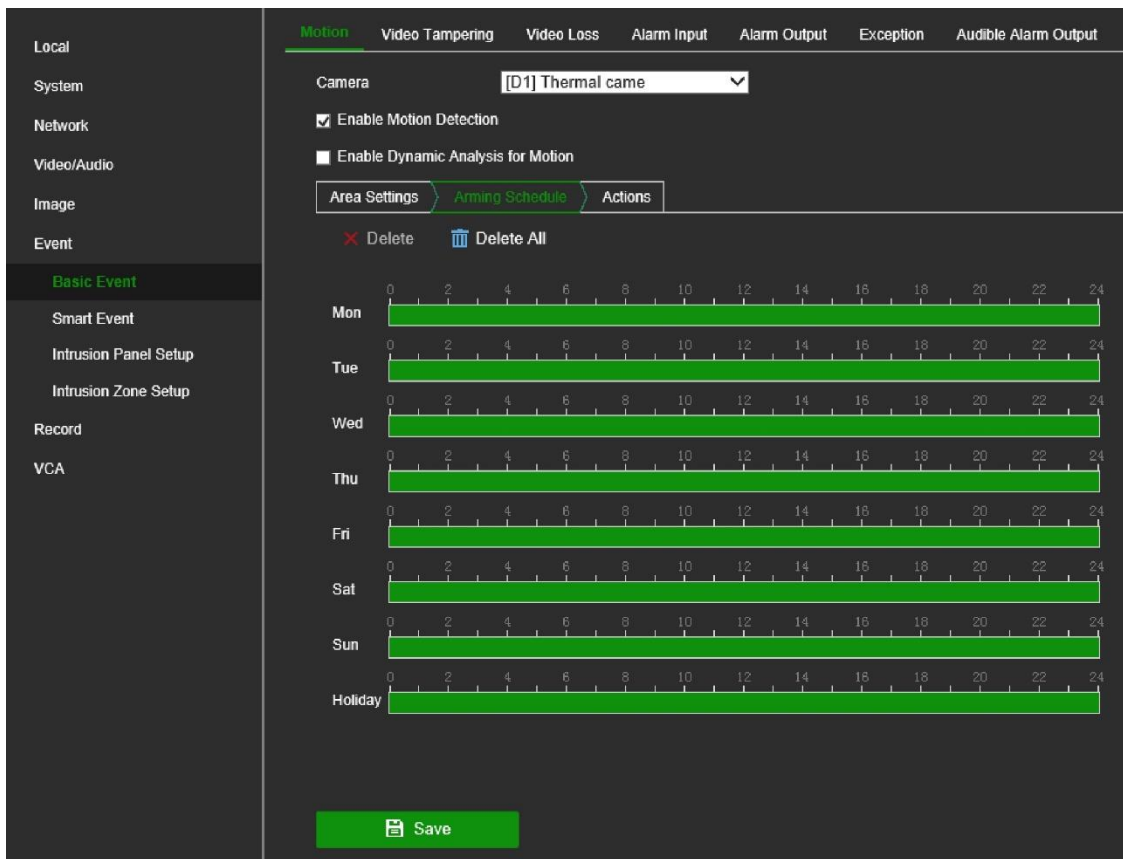 Local
System
Network
Video/Audio
Image
Event
Basic Event
Smart Event
Intrusion Panel Setup
Intrusion Zone Setup
Record
VCA
Motion Video Tampering Video Loss Alarm Input Alarm Output Exception Audible Alarm Output
Camera [D1] Thermal came
Enable Motion Detection
Enable Dynamic Analysis for Motion
Area Settings Arming Schedule Actions
Delete Delete All
0 2 4 6 8 10 12 14 16 18 20 22 24
Mon
0 2 4 6 8 10 12 14 16 18 20 22 24
Tue
0 2 4 6 8 10 12 14 16 18 20 22 24
Wed
0 2 4 6 8 10 12 14 16 18 20 22 24
Thu
0 2 4 6 8 10 12 14 16 18 20 22 24
Fri
0 2 4 6 8 10 12 14 16 18 20 22 24
Sat
0 2 4 6 8 10 12 14 16 18 20 22 24
Sun
0 2 4 6 8 10 12 14 16 18 20 22 24
Holiday
Save